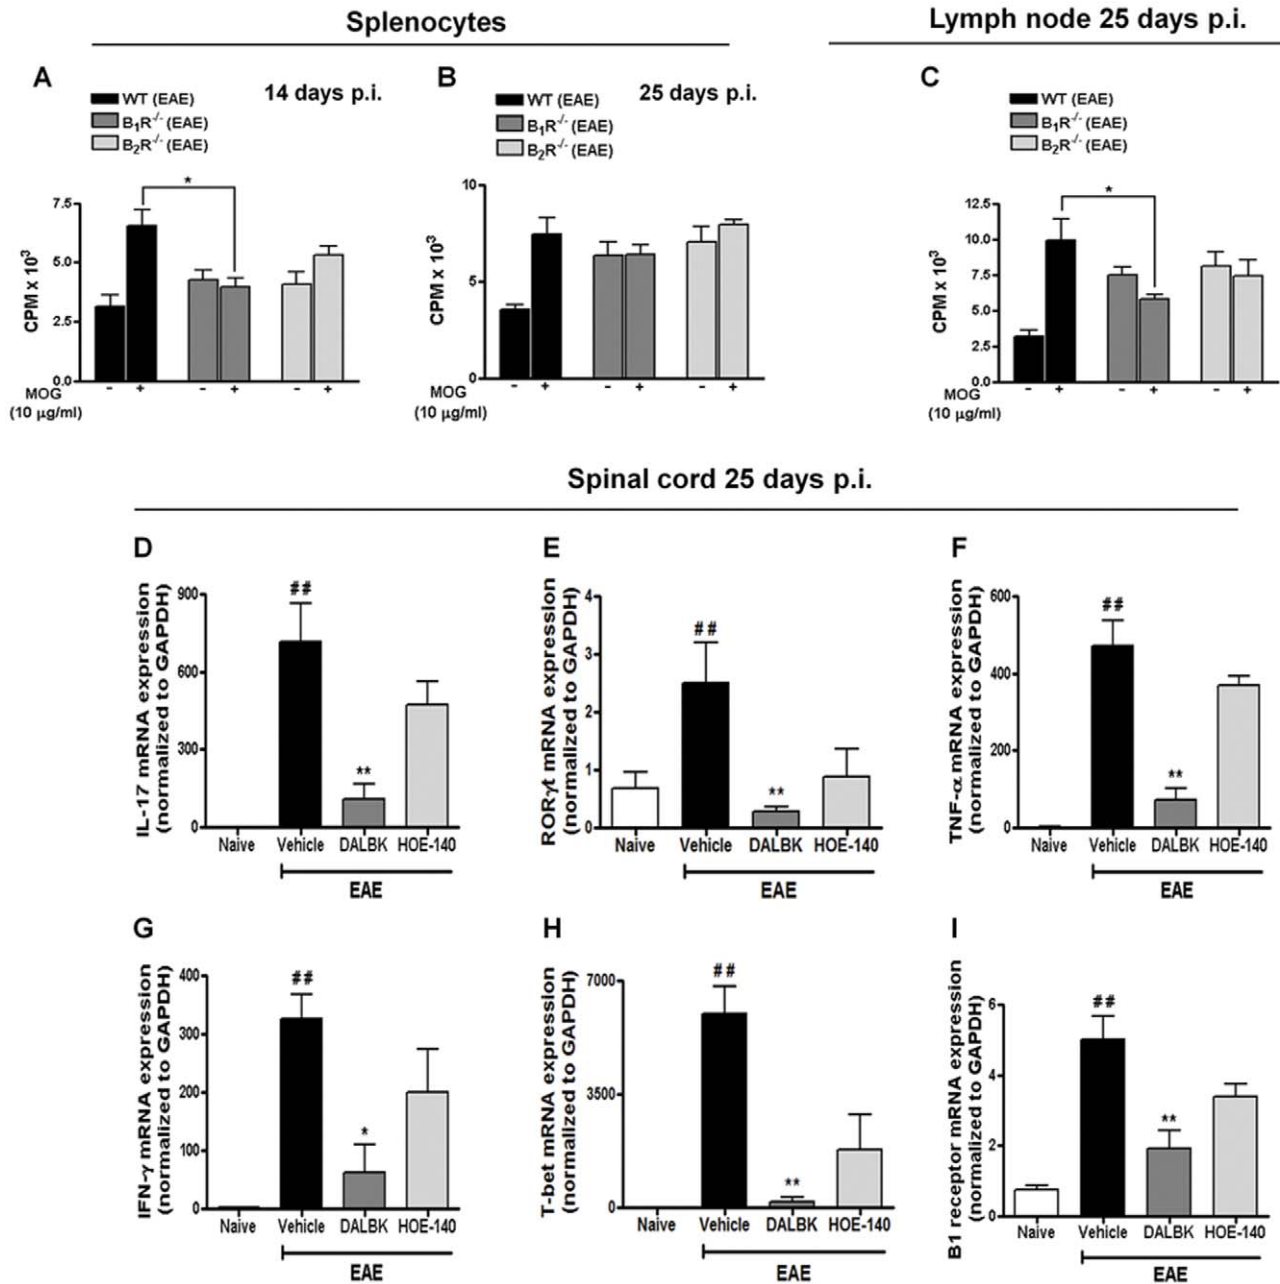 Splenocytes
Lymph node 25 days p.i.
A
WT (EAE)
B₁R⁻/⁻ (EAE)
B₂R⁻/⁻ (EAE)
14 days p.i.
*
CPM x 10³
7.5
5.0
2.5
0.0
- + - + - +
MOG
(10 µg/ml)
B
WT (EAE)
B₁R⁻/⁻ (EAE)
B₂R⁻/⁻ (EAE)
25 days p.i.
CPM x 10³
10
5
0
- + - + - +
MOG
(10 µg/ml)
C
WT (EAE)
B₁R⁻/⁻ (EAE)
B₂R⁻/⁻ (EAE)
*
CPM x 10³
12.5
10.0
7.5
5.0
2.5
0.0
- + - + - +
MOG
(10 µg/ml)
Spinal cord 25 days p.i.
D
IL-17 mRNA expression
(normalized to GAPDH)
900
600
300
0
##
**
Naive Vehicle DALBK HOE-140
EAE
E
RORγt mRNA expression
(normalized to GAPDH)
4
3
2
1
0
##
**
Naive Vehicle DALBK HOE-140
EAE
F
TNF-α mRNA expression
(normalized to GAPDH)
600
400
200
0
##
**
Naive Vehicle DALBK HOE-140
EAE
G
IFN-γ mRNA expression
(normalized to GAPDH)
400
300
200
100
0
##
*
Naive Vehicle DALBK HOE-140
EAE
H
T-bet mRNA expression
(normalized to GAPDH)
7000
3500
0
##
**
Naive Vehicle DALBK HOE-140
EAE
I
B1 receptor mRNA expression
(normalized to GAPDH)
6
4
2
0
##
**
Naive Vehicle DALBK HOE-140
EAE